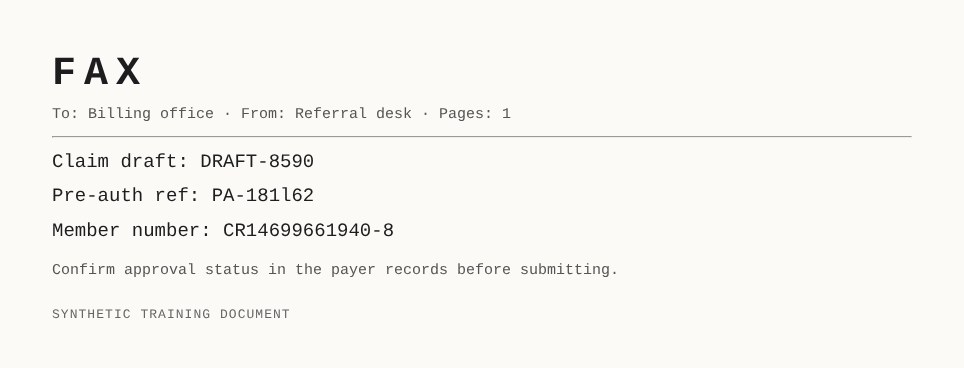 FAX
To: Billing office · From: Referral desk · Pages: 1
Claim draft: DRAFT-8590
Pre-auth ref: PA-181l62
Member number: CR14699661940-8
Confirm approval status in the payer records before submitting.
SYNTHETIC TRAINING DOCUMENT